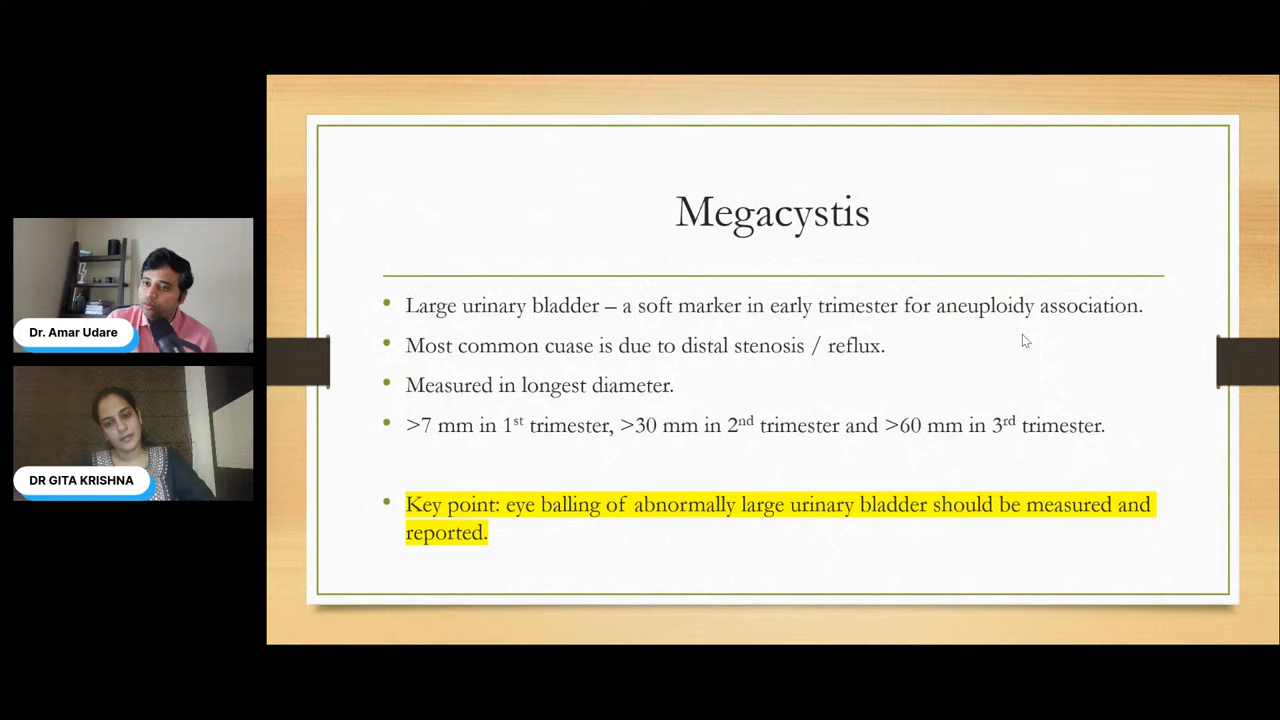 Megacystis
Large urinary bladder – a soft marker in early trimester for aneuploidy association.
Most common cuase is due to distal stenosis / reflux.
Measured in longest diameter.
>7 mm in 1st trimester, >30 mm in 2nd trimester and >60 mm in 3rd trimester.
Key point: eye balling of abnormally large urinary bladder should be measured and
reported.
Dr. Amar Udare
DR GITA KRISHNA